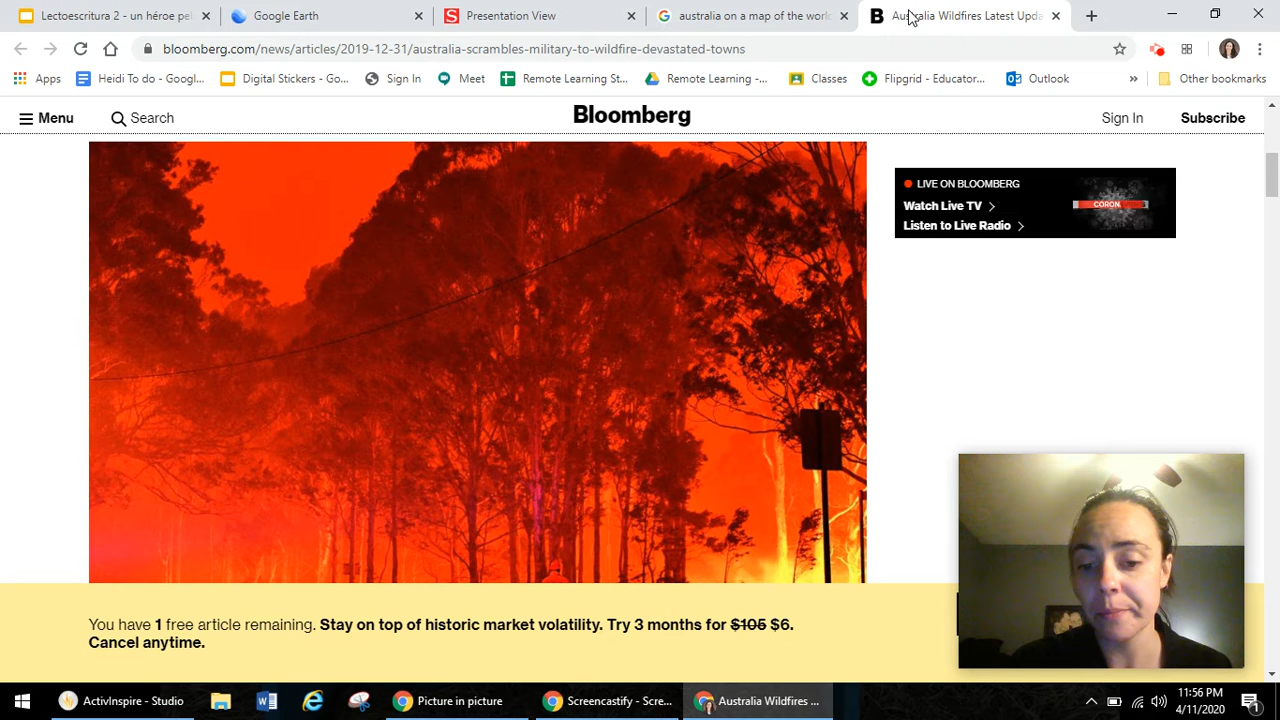 Lectoescritura 2 - un héroe pel
Google Earth
Presentation View
australia on a map of the work
Australia Wildfires Latest Upda
bloomberg.com/news/articles/2019-12-31/australia-scrambles-military-to-wildfire-devastated-towns
Apps
Heidi To do - Googl...
Digital Stickers - Go...
Sign In
Meet
Remote Learning St...
Remote Learning -...
Classes
Flipgrid - Educator...
Outlook
»
Other bookmarks
Menu
Search
Bloomberg
Sign In
Subscribe
LIVE ON BLOOMBERG
Watch Live TV
Listen to Live Radio
CORON
You have 1 free article remaining. Stay on top of historic market volatility. Try 3 months for $105 $6.
Cancel anytime.
ActivInspire - Studio
Picture in picture
Screencastify - Scre...
Australia Wildfires ...
11:56 PM
4/11/2020